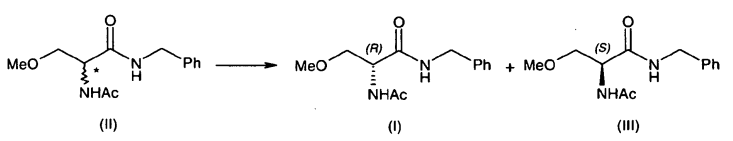 O O O
(R) (S)
MeO * N H Ph MeO N H Ph + MeO N H Ph
NHAc NHAc NHAc
(II) (I) (III)